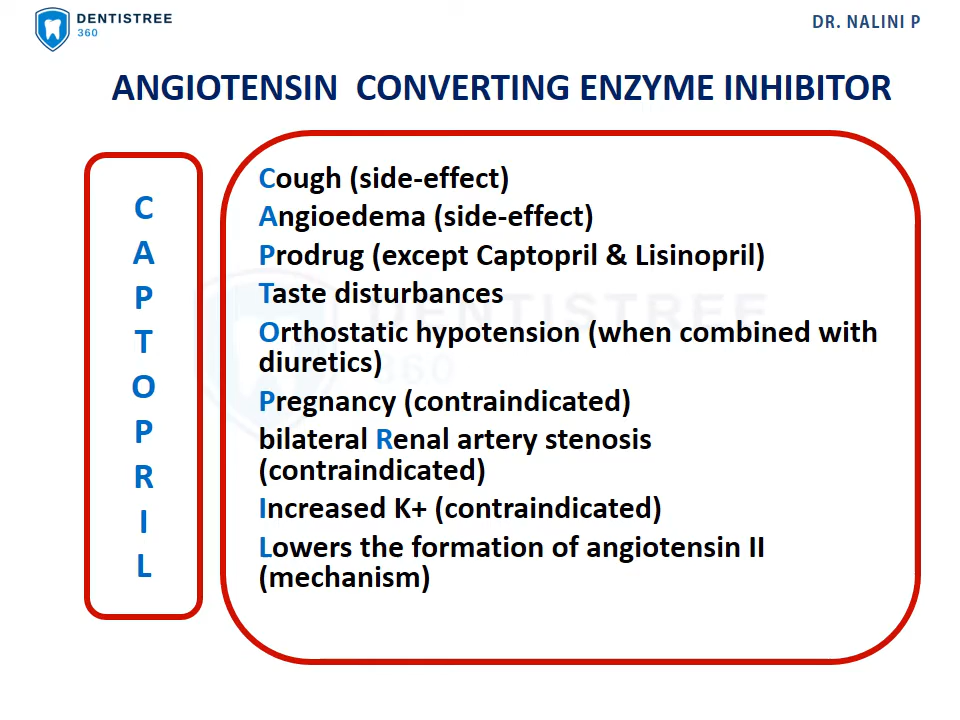 DENTISTREE
360
DR. NALINI P
ANGIOTENSIN CONVERTING ENZYME INHIBITOR
C
A
P
T
O
P
R
I
L
Cough (side-effect)
Angioedema (side-effect)
Prodrug (except Captopril & Lisinopril)
Taste disturbances
Orthostatic hypotension (when combined with
diuretics)
Pregnancy (contraindicated)
bilateral Renal artery stenosis
(contraindicated)
Increased K+ (contraindicated)
Lowers the formation of angiotensin II
(mechanism)
DENTISTREE
360